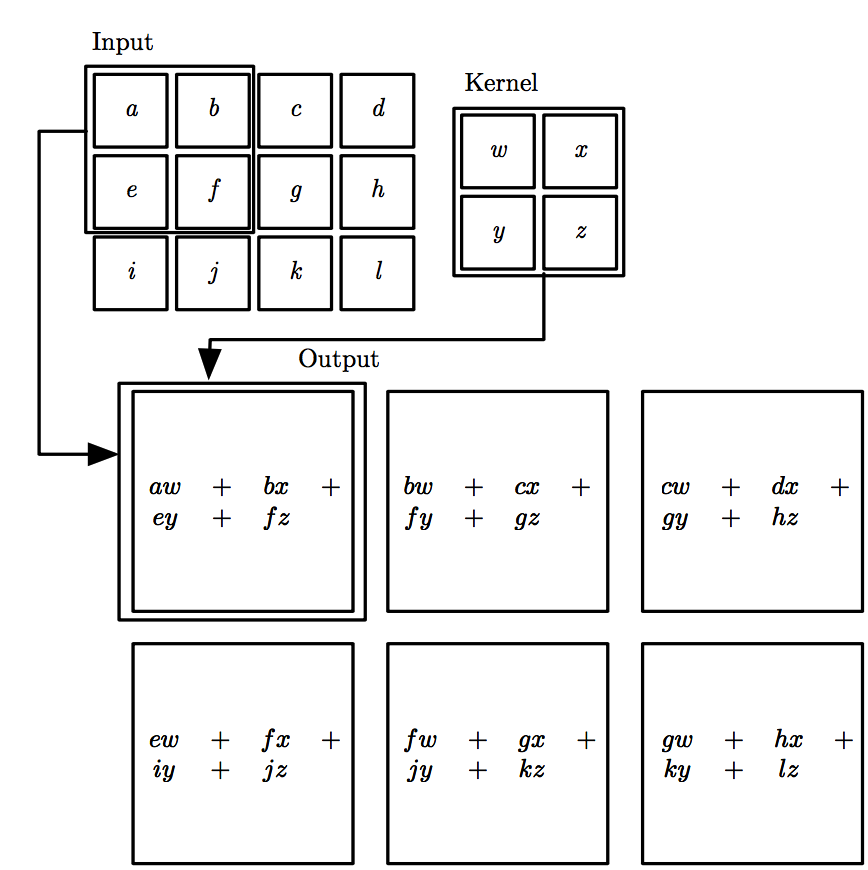 Input
Kernel
a b c d
e f g h
i j k l
w x
y z
Output
aw + bx +
ey + fz
bw + cx +
fy + gz
cw + dx +
gy + hz
ew + fx +
iy + jz
fw + gx +
jy + kz
gw + hx +
ky + lz